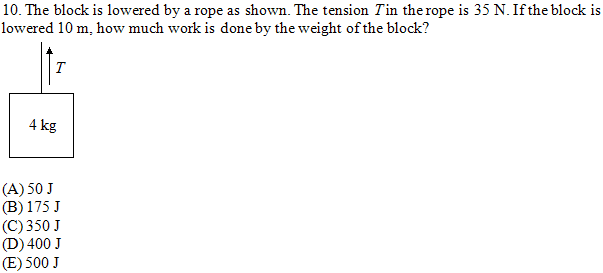 10. The block is lowered by a rope as shown. The tension T in the rope is 35 N. If the block is
lowered 10 m, how much work is done by the weight of the block?
T
4 kg
(A) 50 J
(B) 175 J
(C) 350 J
(D) 400 J
(E) 500 J